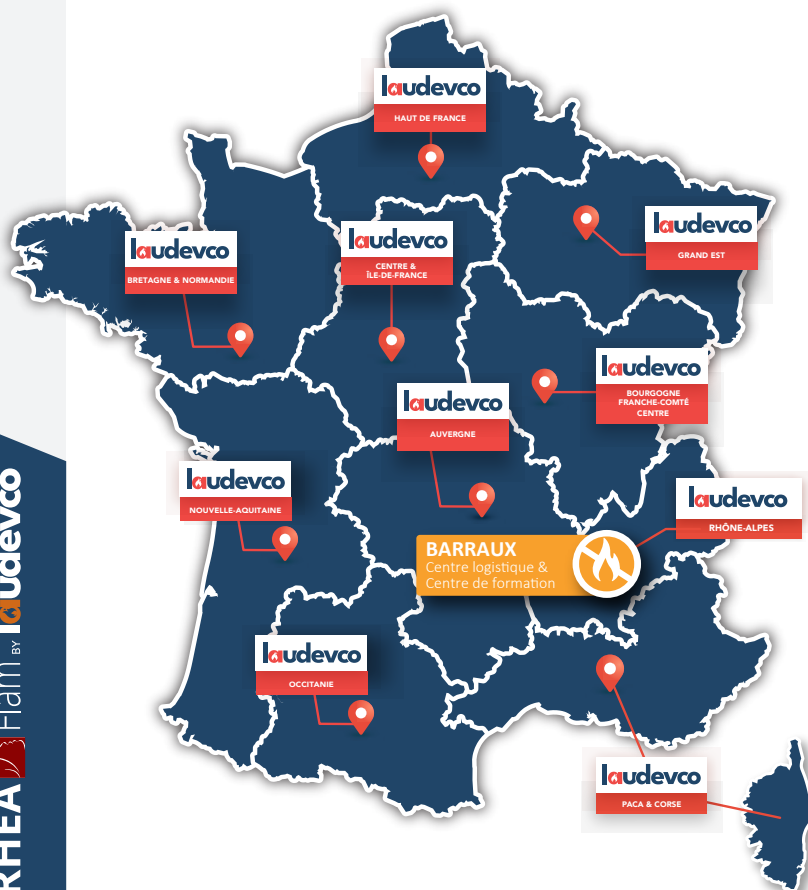 laudevco
HAUT DE FRANCE
laudevco
GRAND EST
laudevco
CENTRE &
ÎLE-DE-FRANCE
laudevco
BRETAGNE & NORMANDIE
laudevco
BOURGOGNE
FRANCHE-COMTÉ
CENTRE
laudevco
AUVERGNE
laudevco
NOUVELLE-AQUITAINE
laudevco
RHÔNE-ALPES
BARRAUX
Centre logistique &
Centre de formation
laudevco
OCCITANIE
laudevco
PACA & CORSE
RHEA Flam BY laudevco